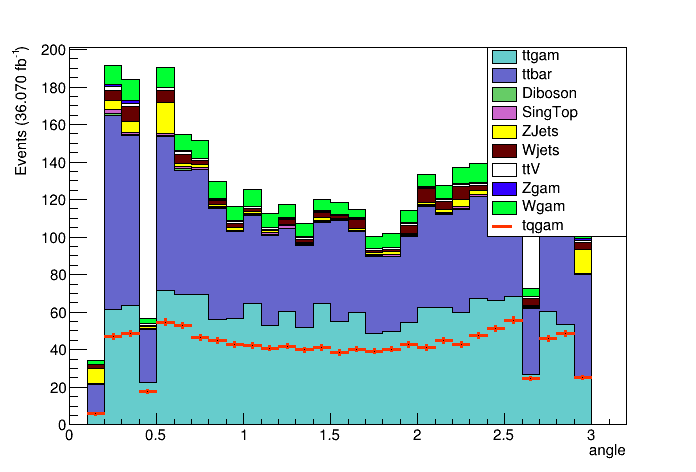 Events (36.070 fb⁻¹)
200
180
160
140
120
100
80
60
40
20
0
0 0.5 1 1.5 2 2.5 3
angle
ttgam
ttbar
Diboson
SingTop
ZJets
Wjets
ttV
Zgam
Wgam
tqgam